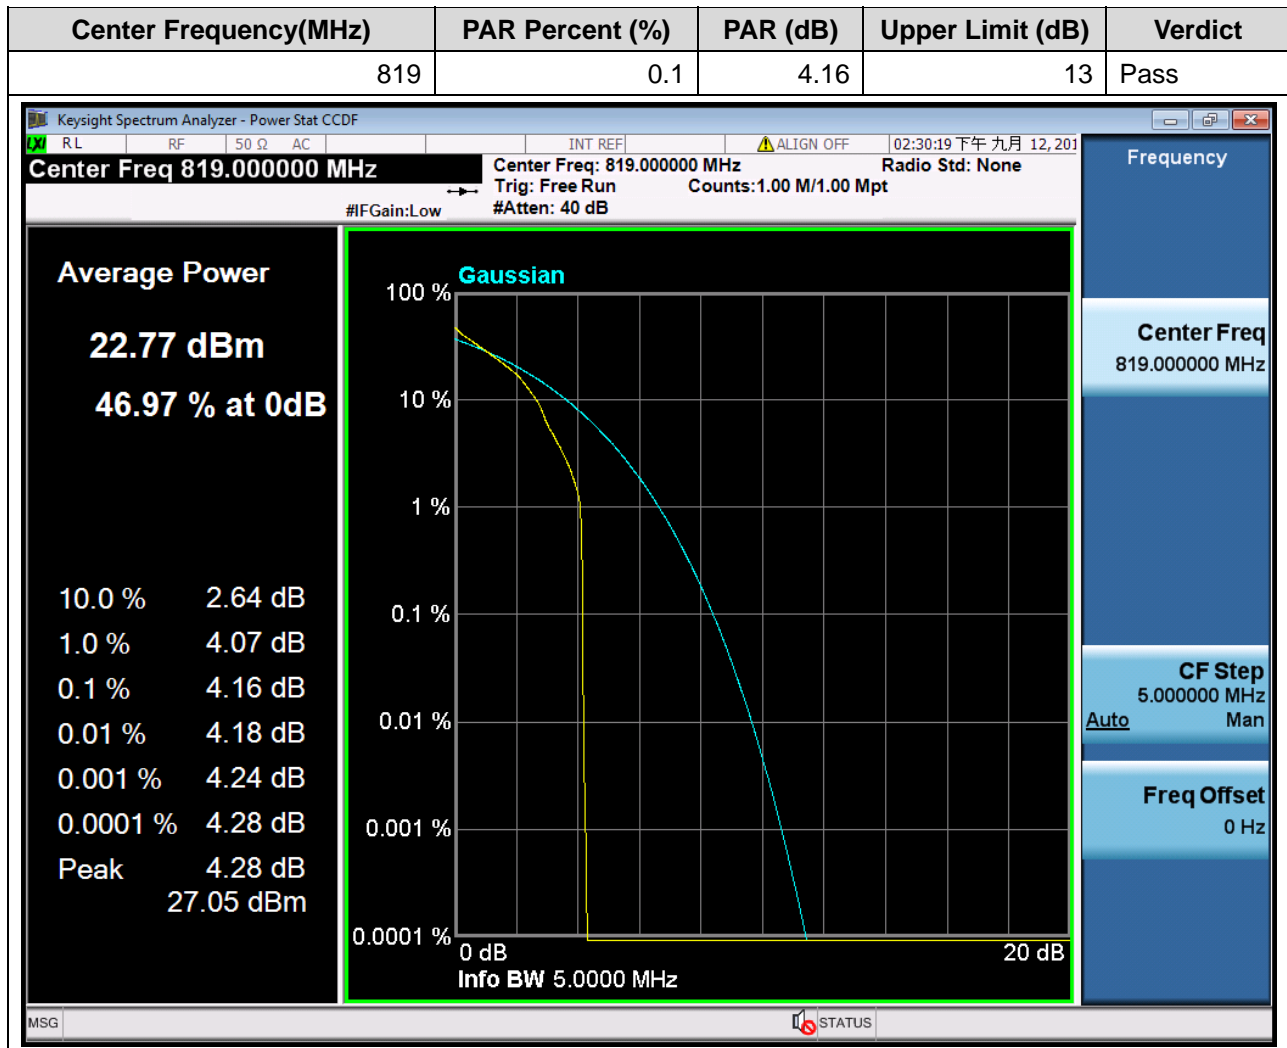 Center Frequency(MHz) PAR Percent (%) PAR (dB) Upper Limit (dB) Verdict
819 0.1 4.16 13 Pass
Keysight Spectrum Analyzer - Power Stat CCDF
LXI RL RF 50 Ω AC INT REF ALIGN OFF 02:30:19 下午 九月 12, 201
Center Freq 819.000000 MHz
Center Freq: 819.000000 MHz Radio Std: None
Trig: Free Run Counts:1.00 M/1.00 Mpt
#IFGain:Low #Atten: 40 dB
Average Power
22.77 dBm
46.97 % at 0dB
10.0 % 2.64 dB
1.0 % 4.07 dB
0.1 % 4.16 dB
0.01 % 4.18 dB
0.001 % 4.24 dB
0.0001 % 4.28 dB
Peak 4.28 dB
27.05 dBm
Gaussian
100 %
10 %
1 %
0.1 %
0.01 %
0.001 %
0.0001 %
0 dB 20 dB
Info BW 5.0000 MHz
Frequency
Center Freq
819.000000 MHz
CF Step
5.000000 MHz
Auto Man
Freq Offset
0 Hz
MSG STATUS